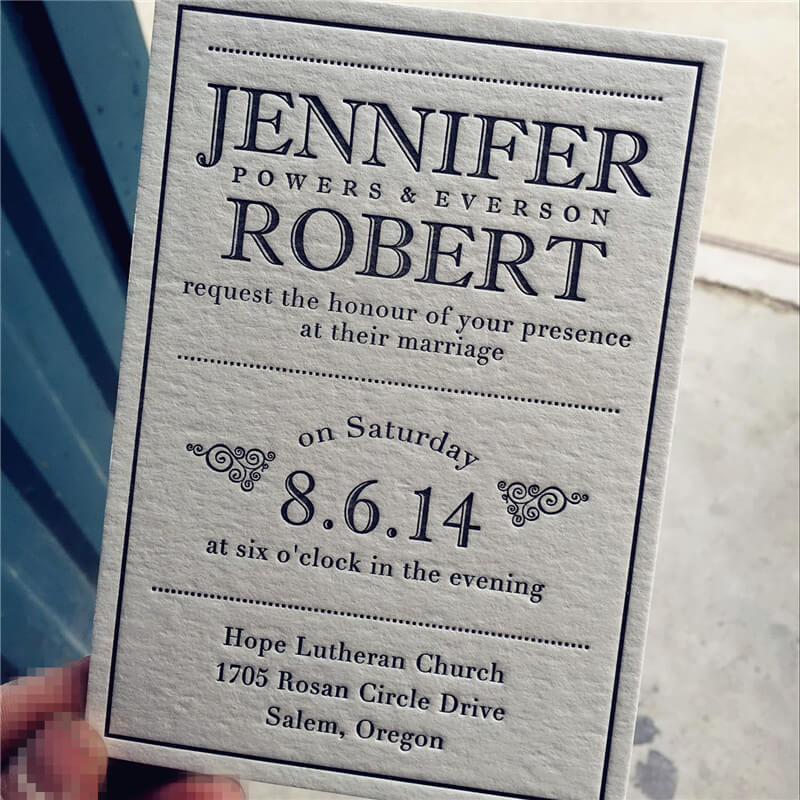 JENNIFER
POWERS & EVERSON
ROBERT
request the honour of your presence
at their marriage
on Saturday
8.6.14
at six o'clock in the evening
Hope Lutheran Church
1705 Rosan Circle Drive
Salem, Oregon